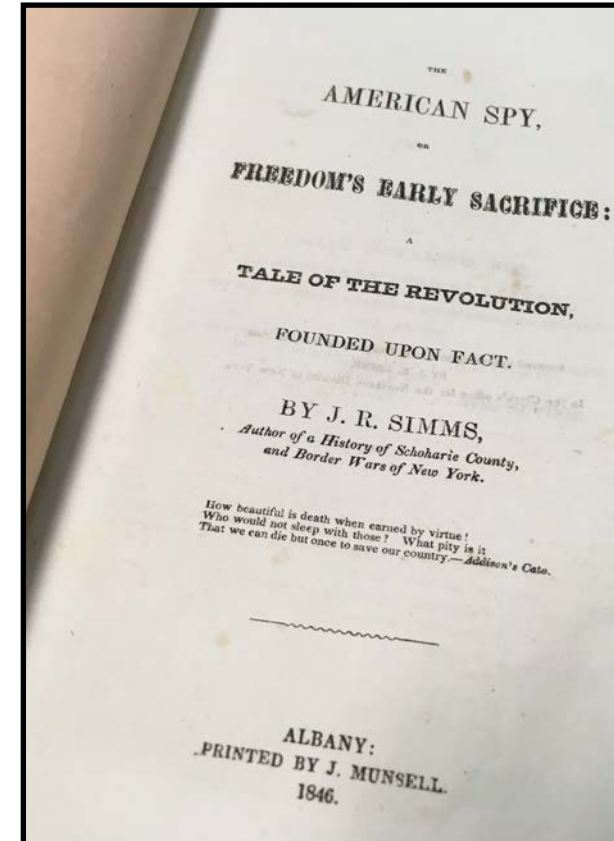 THE
AMERICAN SPY,
OR
FREEDOM'S EARLY SACRIFICE:
A
TALE OF THE REVOLUTION,
FOUNDED UPON FACT.
BY J. R. SIMMS,
Author of a History of Schoharie County,
and Border Wars of New York.
How beautiful is death when earned by virtue!
Who would not sleep with those? What pity is it
That we can die but once to save our country.—Addison's Cato.
ALBANY:
PRINTED BY J. MUNSELL.
1846.